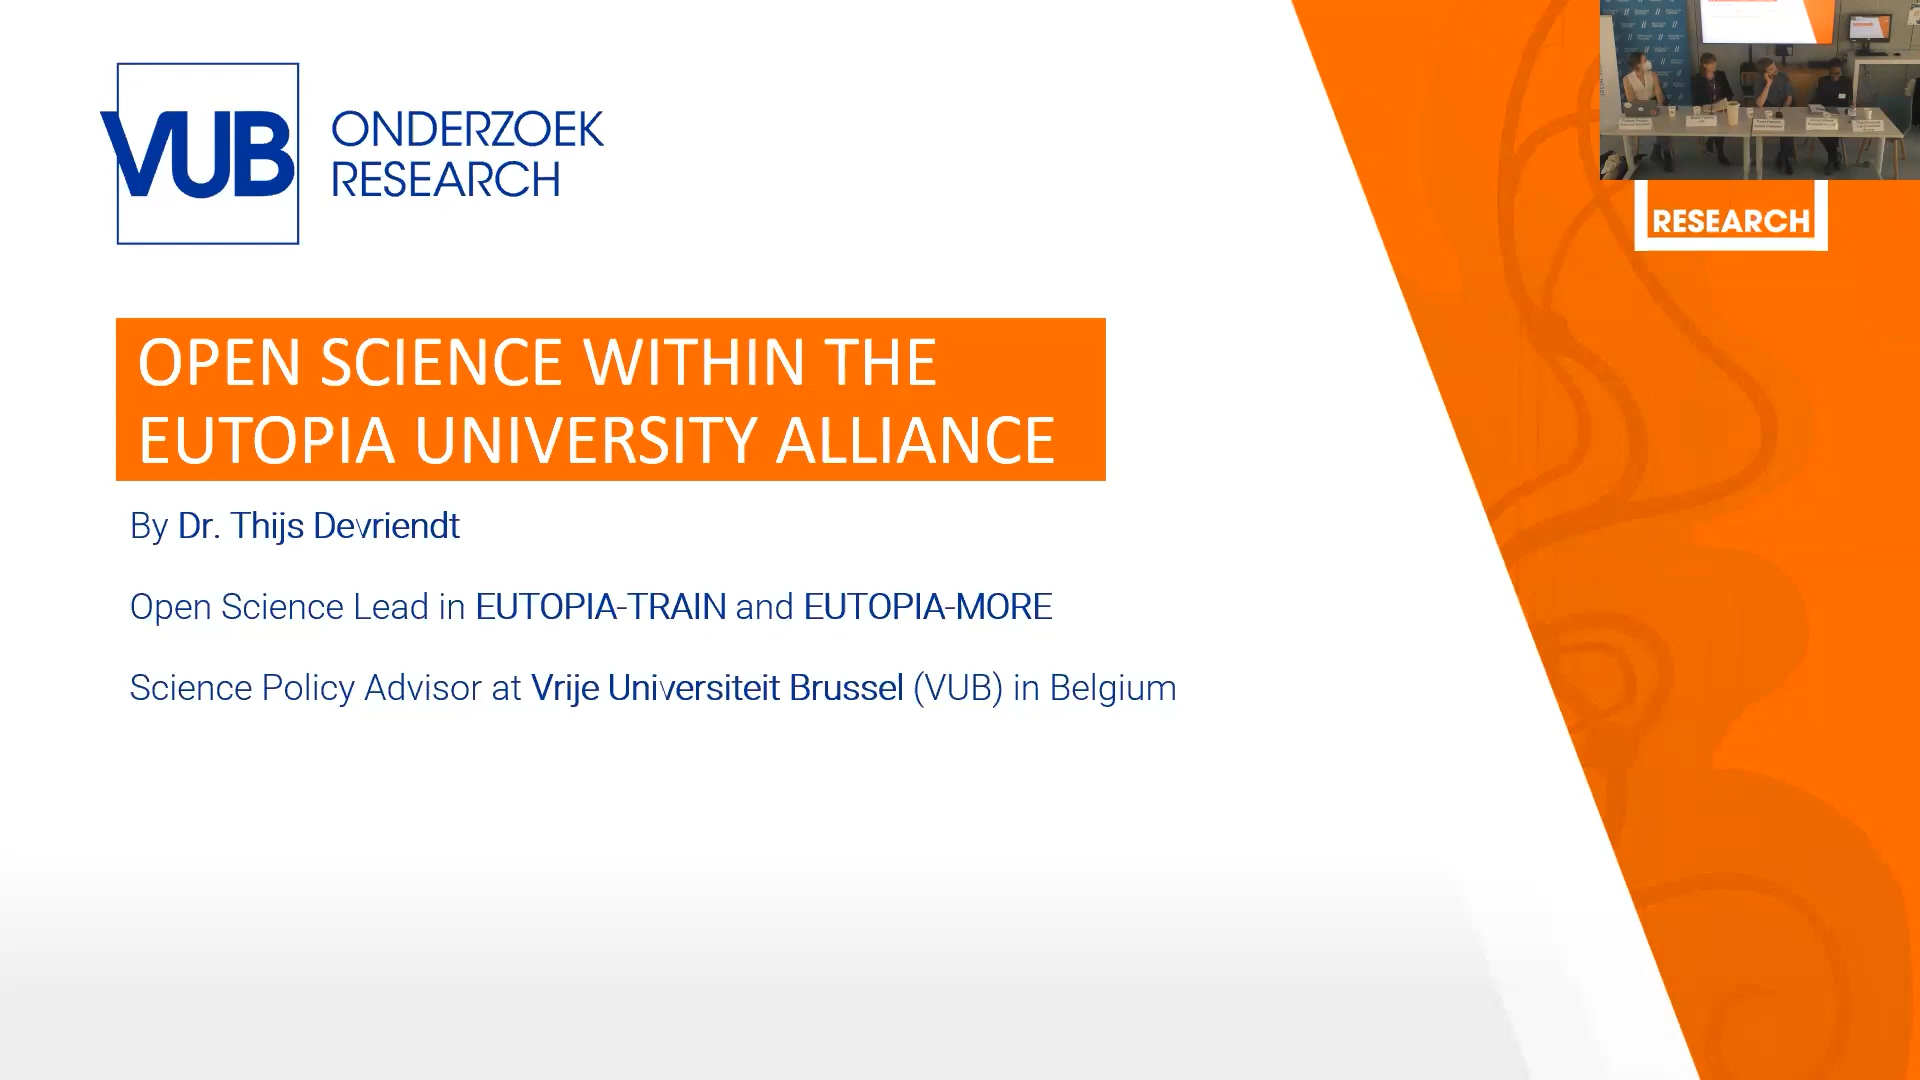 VUB
ONDERZOEK
RESEARCH
RESEARCH
OPEN SCIENCE WITHIN THE
EUTOPIA UNIVERSITY ALLIANCE
By Dr. Thijs Devriendt
Open Science Lead in EUTOPIA-TRAIN and EUTOPIA-MORE
Science Policy Advisor at Vrije Universiteit Brussel (VUB) in Belgium